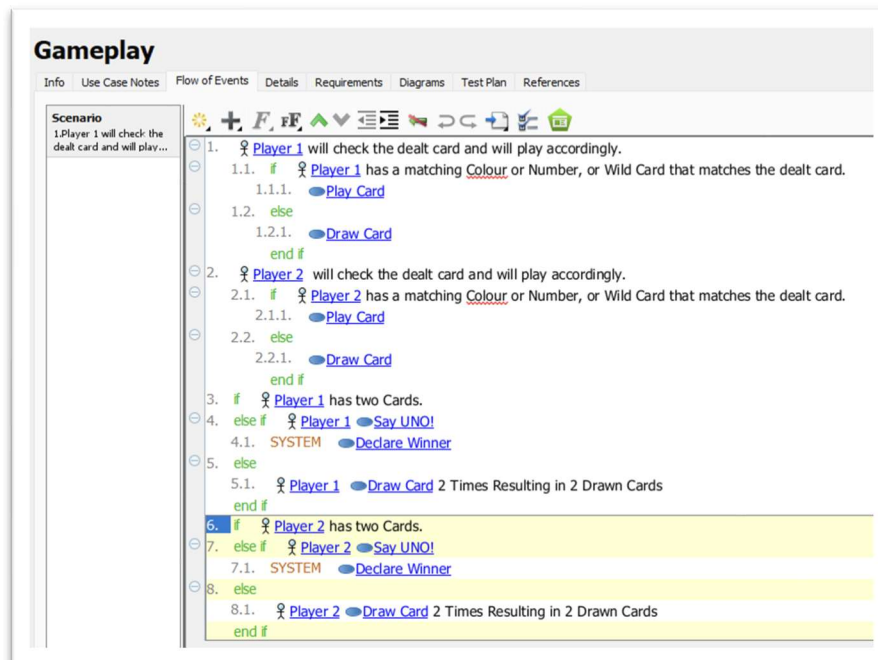 Gameplay
Info Use Case Notes Flow of Events Details Requirements Diagrams Test Plan References
Scenario
1.Player 1 will check the
dealt card and will play...
1. Player 1 will check the dealt card and will play accordingly.
1.1. if Player 1 has a matching Colour or Number, or Wild Card that matches the dealt card.
1.1.1. Play Card
1.2. else
1.2.1. Draw Card
end if
2. Player 2 will check the dealt card and will play accordingly.
2.1. if Player 2 has a matching Colour or Number, or Wild Card that matches the dealt card.
2.1.1. Play Card
2.2. else
2.2.1. Draw Card
end if
3. if Player 1 has two Cards.
4. else if Player 1 Say UNO!
4.1. SYSTEM Declare Winner
5. else
5.1. Player 1 Draw Card 2 Times Resulting in 2 Drawn Cards
end if
6. if Player 2 has two Cards.
7. else if Player 2 Say UNO!
7.1. SYSTEM Declare Winner
8. else
8.1. Player 2 Draw Card 2 Times Resulting in 2 Drawn Cards
end if